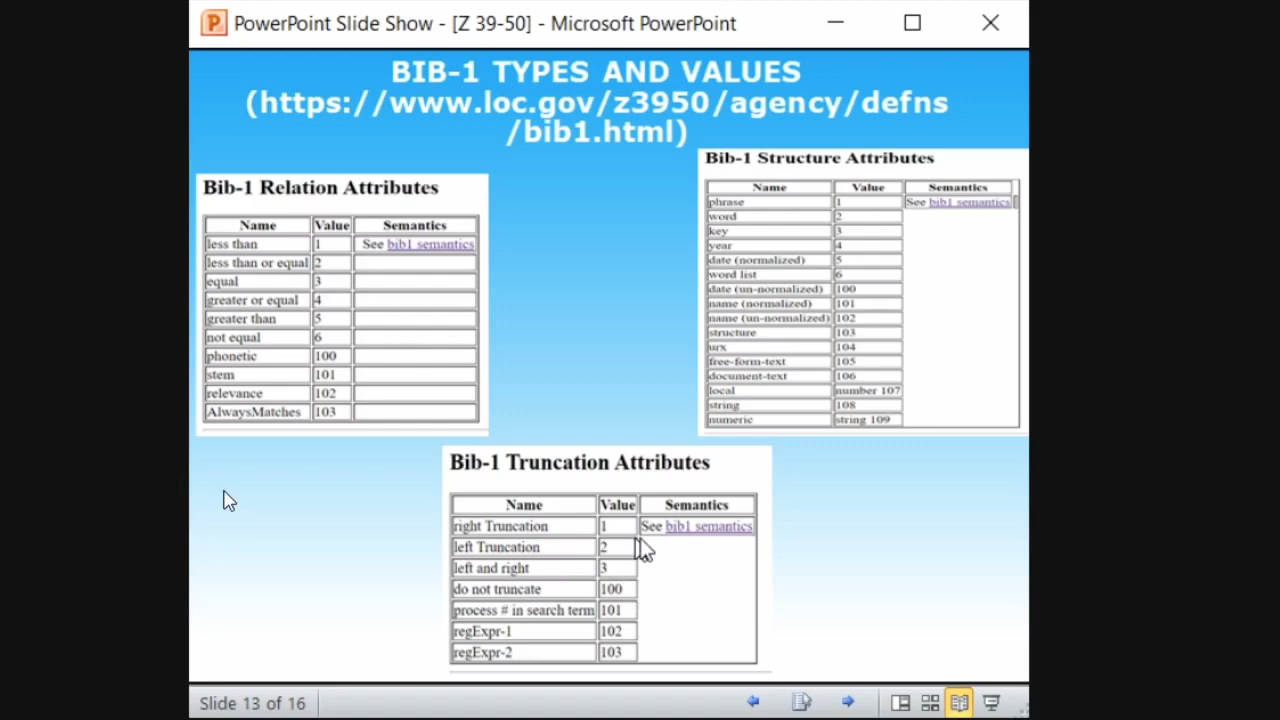 PowerPoint Slide Show - [Z 39-50] - Microsoft PowerPoint
BIB-1 TYPES AND VALUES
(https://www.loc.gov/z3950/agency/defns
/bib1.html)
Bib-1 Relation Attributes
Name Value Semantics
less than 1 See bib1 semantics
less than or equal 2
equal 3
greater or equal 4
greater than 5
not equal 6
phonetic 100
stem 101
relevance 102
AlwaysMatches 103
Bib-1 Structure Attributes
Name Value Semantics
phrase 1 See bib1 semantics
word 2
key 3
year 4
date (normalized) 5
word list 6
date (un-normalized) 100
name (normalized) 101
name (un-normalized) 102
structure 103
urx 104
free-form-text 105
document-text 106
local number 107
string 108
numeric string 109
Bib-1 Truncation Attributes
Name Value Semantics
right Truncation 1 See bib1 semantics
left Truncation 2
left and right 3
do not truncate 100
process # in search term 101
regExpr-1 102
regExpr-2 103
Slide 13 of 16